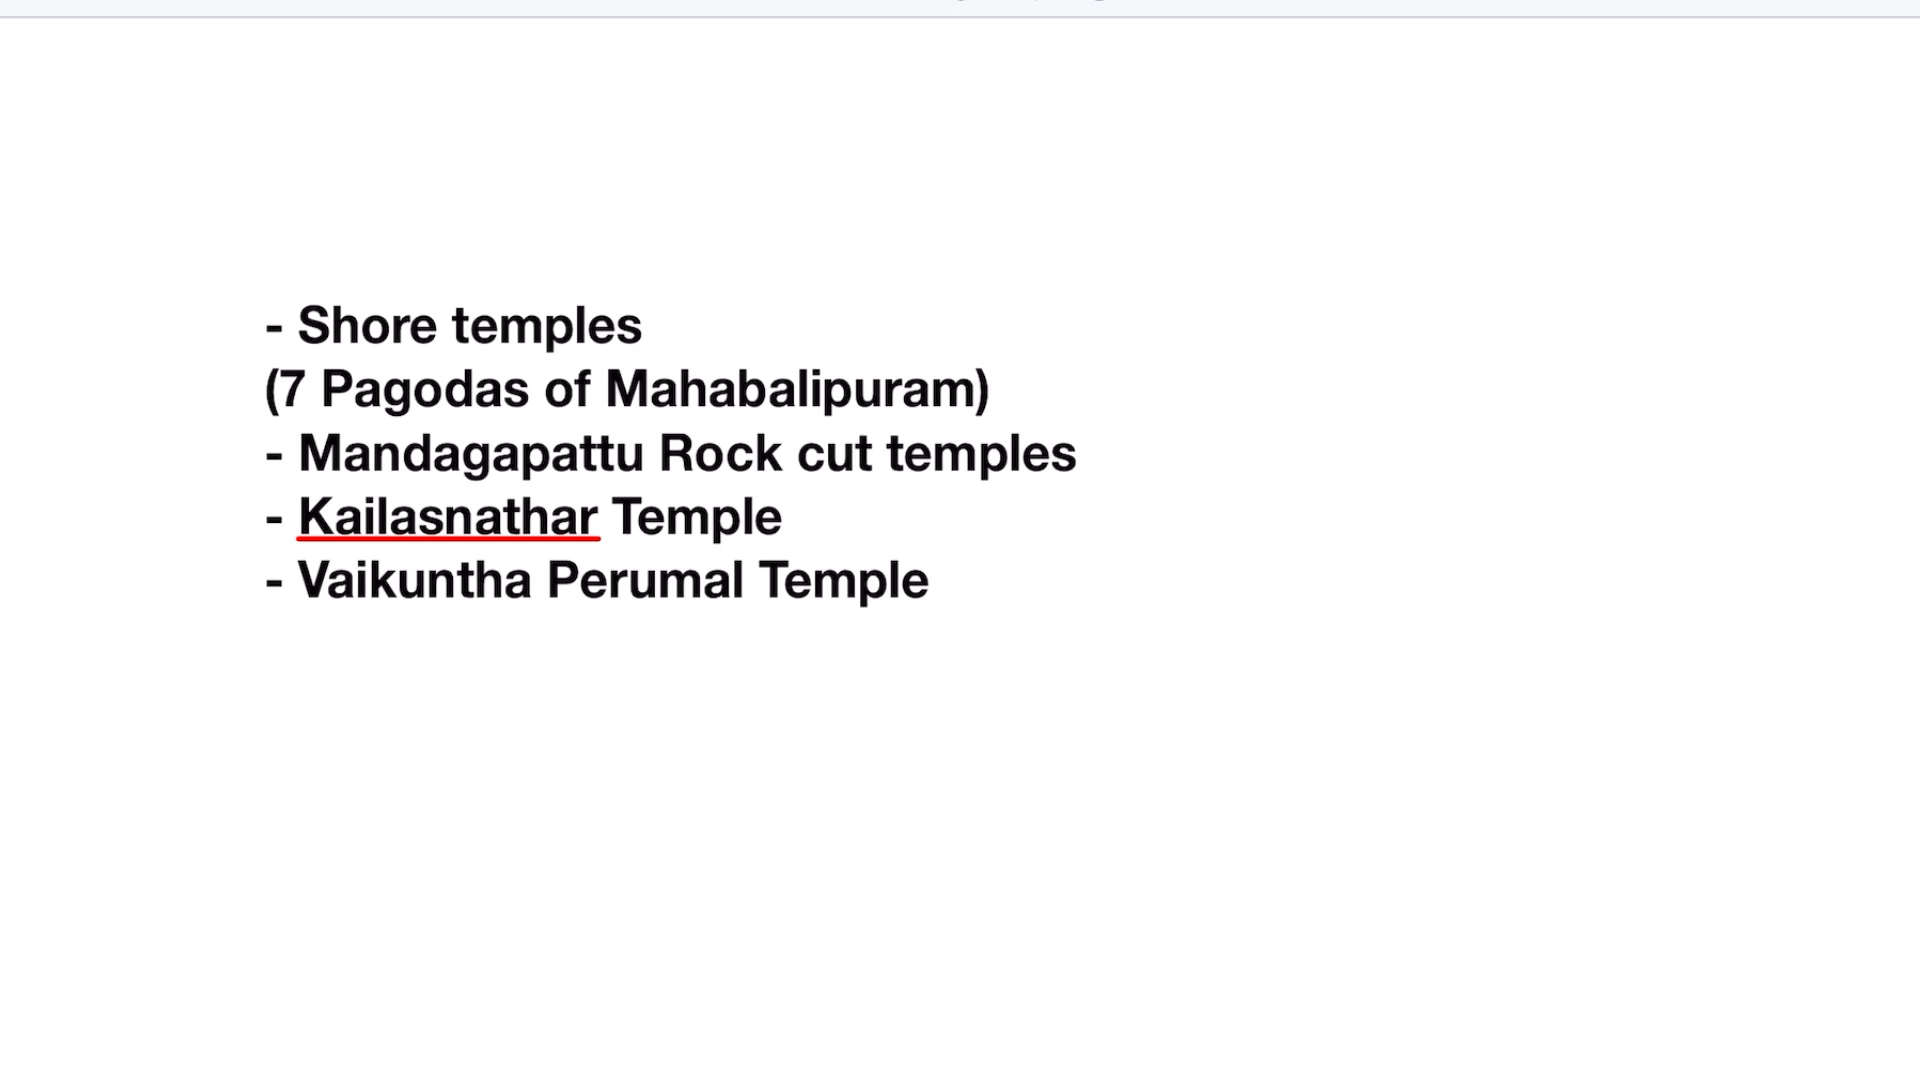 - Shore temples
(7 Pagodas of Mahabalipuram)
- Mandagapattu Rock cut temples
- Kailasnathar Temple
- Vaikuntha Perumal Temple